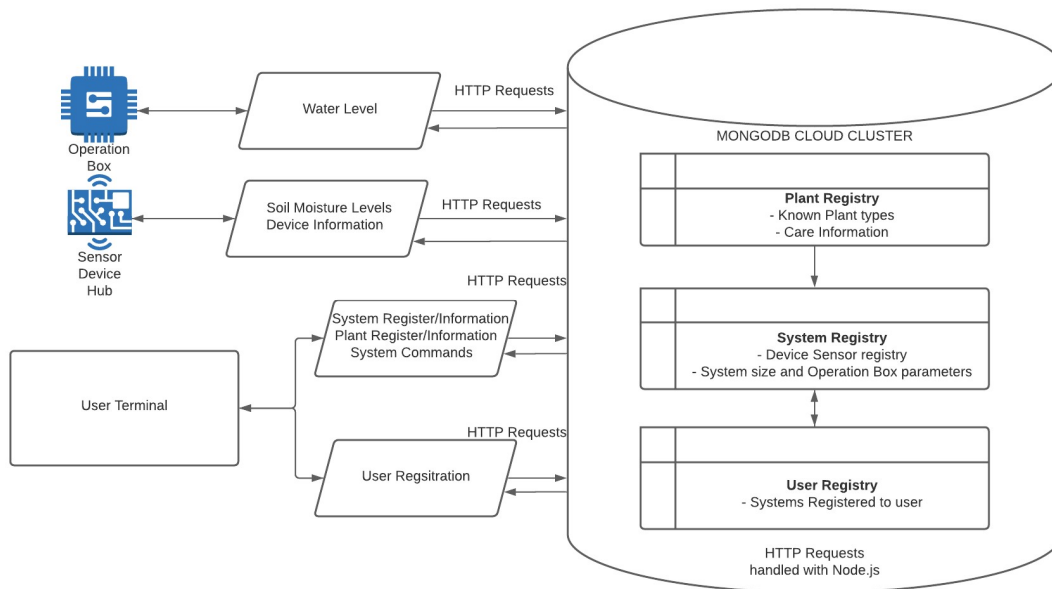 Operation
Box
Water Level
HTTP Requests
Sensor
Device
Hub
Soil Moisture Levels
Device Information
HTTP Requests
User Terminal
HTTP Requests
System Register/Information
Plant Register/Information
System Commands
HTTP Requests
User Regsitration
MONGODB CLOUD CLUSTER
Plant Registry
- Known Plant types
- Care Information
System Registry
- Device Sensor registry
- System size and Operation Box parameters
User Registry
- Systems Registered to user
HTTP Requests
handled with Node.js